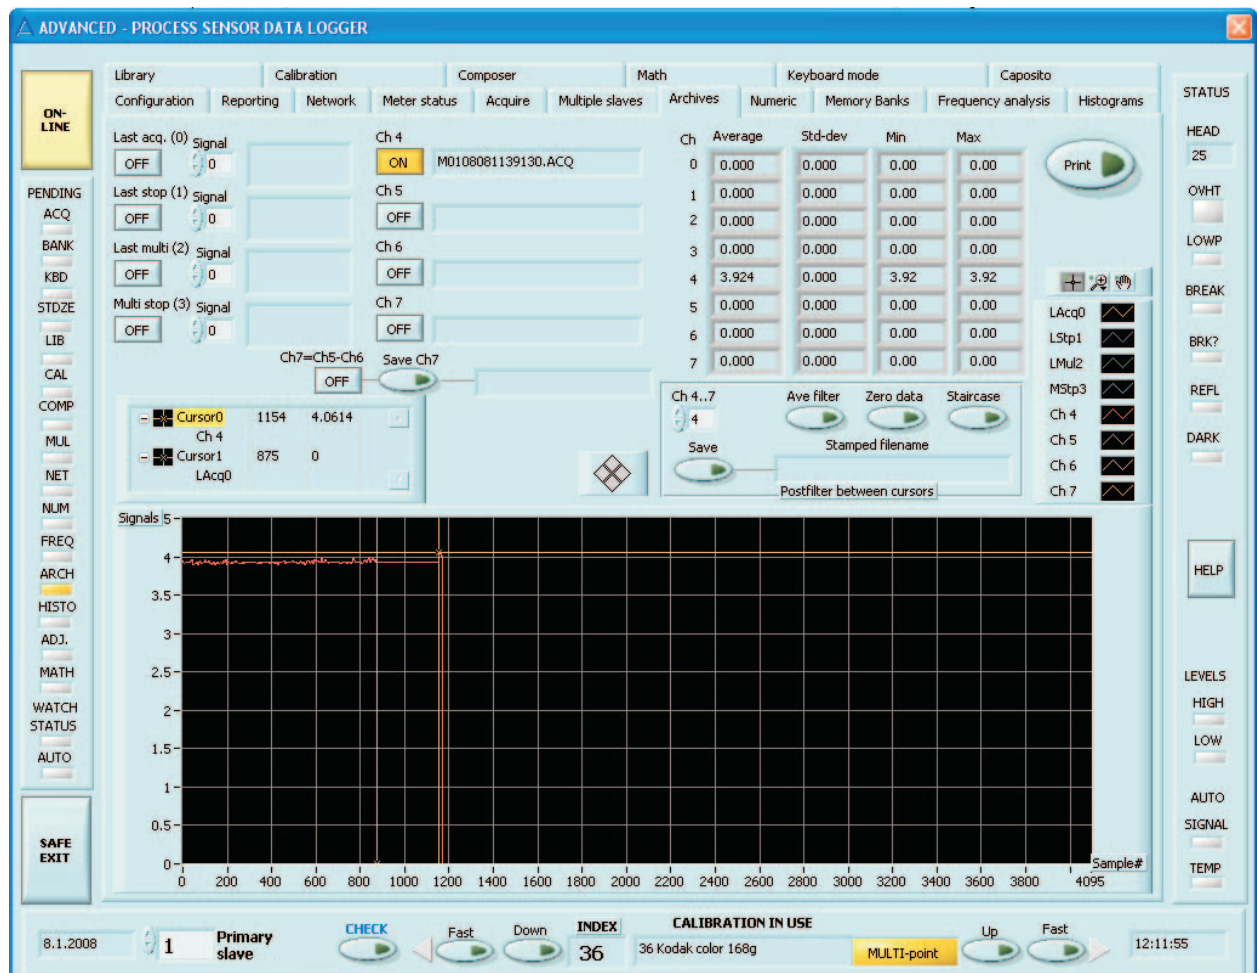 ADVANCED - PROCESS SENSOR DATA LOGGER
ON-
LINE
PENDING
ACQ
BANK
KBD
STDZE
LIB
CAL
COMP
MUL
NET
NUM
FREQ
ARCH
HISTO
ADJ.
MATH
WATCH
STATUS
AUTO
SAFE
EXIT
Library Calibration Composer Math Keyboard mode Caposito
Configuration Reporting Network Meter status Acquire Multiple slaves Archives Numeric Memory Banks Frequency analysis Histograms
Last acq. (0) Signal
OFF 0
Last stop (1) Signal
OFF 0
Last multi (2) Signal
OFF 0
Multi stop (3) Signal
OFF 0
Ch 4
ON M0108081139130.ACQ
Ch 5
OFF
Ch 6
OFF
Ch 7
OFF
Ch7=Ch5-Ch6 Save Ch7
OFF
Ch Average Std-dev Min Max
0 0.000 0.000 0.00 0.00
1 0.000 0.000 0.00 0.00
2 0.000 0.000 0.00 0.00
3 0.000 0.000 0.00 0.00
4 3.924 0.000 3.92 3.92
5 0.000 0.000 0.00 0.00
6 0.000 0.000 0.00 0.00
7 0.000 0.000 0.00 0.00
Print
Cursor0 1154 4.0614
Ch 4
Cursor1 875 0
LAcq0
Ch 4..7 Ave filter Zero data Staircase
4
Save Stamped filename
Postfilter between cursors
LAcq0
LStp1
LMul2
MStp3
Ch 4
Ch 5
Ch 6
Ch 7
Signals
5
4
3.5
3
2.5
2
1.5
1
0.5
0
0 200 400 600 800 1000 1200 1400 1600 1800 2000 2200 2400 2600 2800 3000 3200 3400 3600 3800 4095
Sample#
STATUS
HEAD
25
OVHT
LOWP
BREAK
BRK?
REFL
DARK
HELP
LEVELS
HIGH
LOW
AUTO
SIGNAL
TEMP
8.1.2008
1 Primary
slave
CHECK
Fast Down
INDEX
36
CALIBRATION IN USE
36 Kodak color 168g
MULTI-point
Up Fast
12:11:55